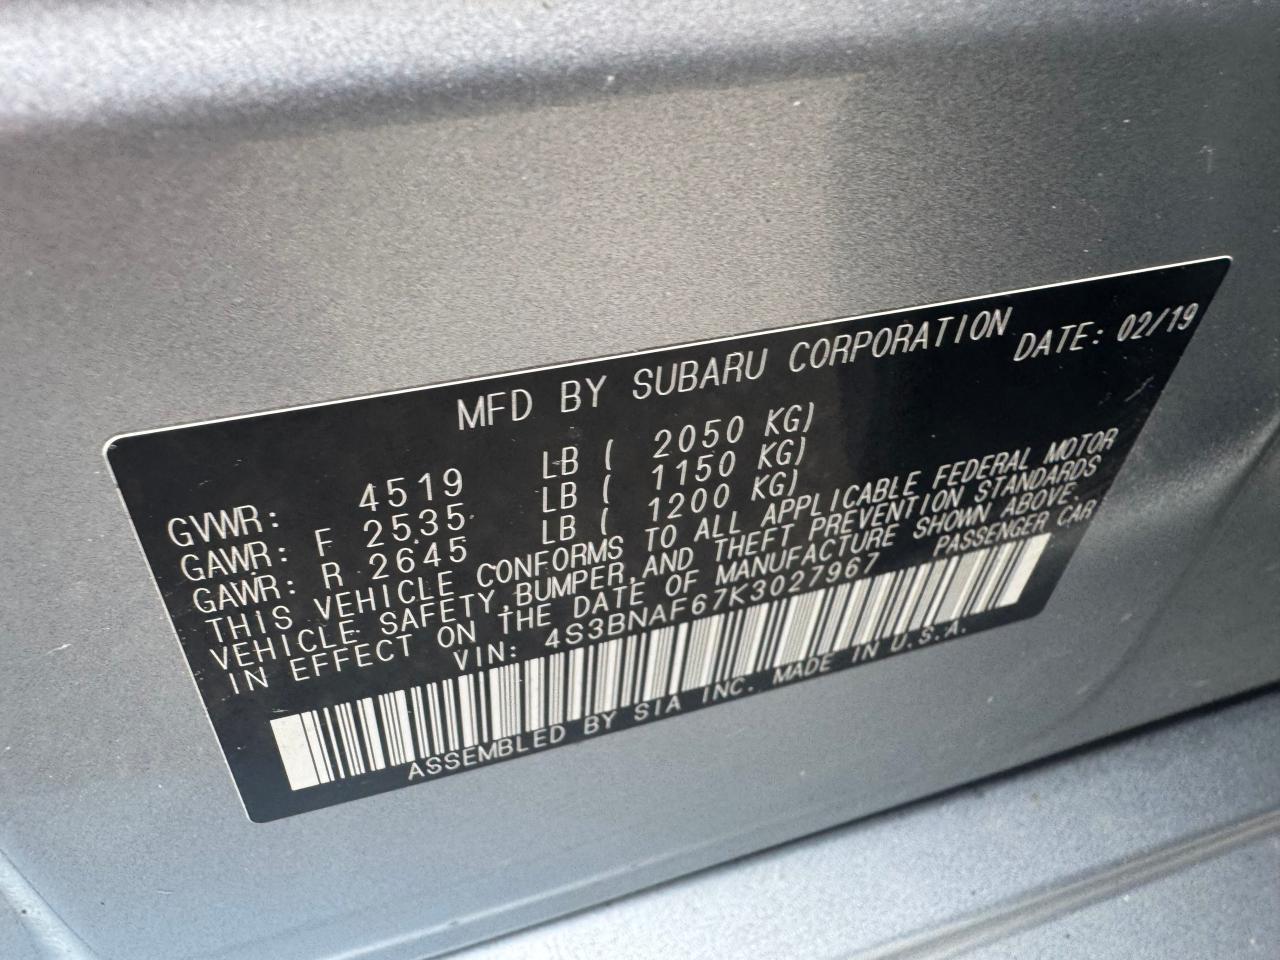 MFD BY SUBARU CORPORATION
DATE: 02/19
GVWR: 4519 LB ( 2050 KG)
GAWR: F 2535 LB ( 1150 KG)
GAWR: R 2645 LB ( 1200 KG)
THIS VEHICLE CONFORMS TO ALL APPLICABLE FEDERAL MOTOR
VEHICLE SAFETY,BUMPER,AND THEFT PREVENTION STANDARDS
IN EFFECT ON THE DATE OF MANUFACTURE SHOWN ABOVE.
VIN: 4S3BNAF67K3027967 PASSENGER CAR
ASSEMBLED BY SIA INC. MADE IN U.S.A.